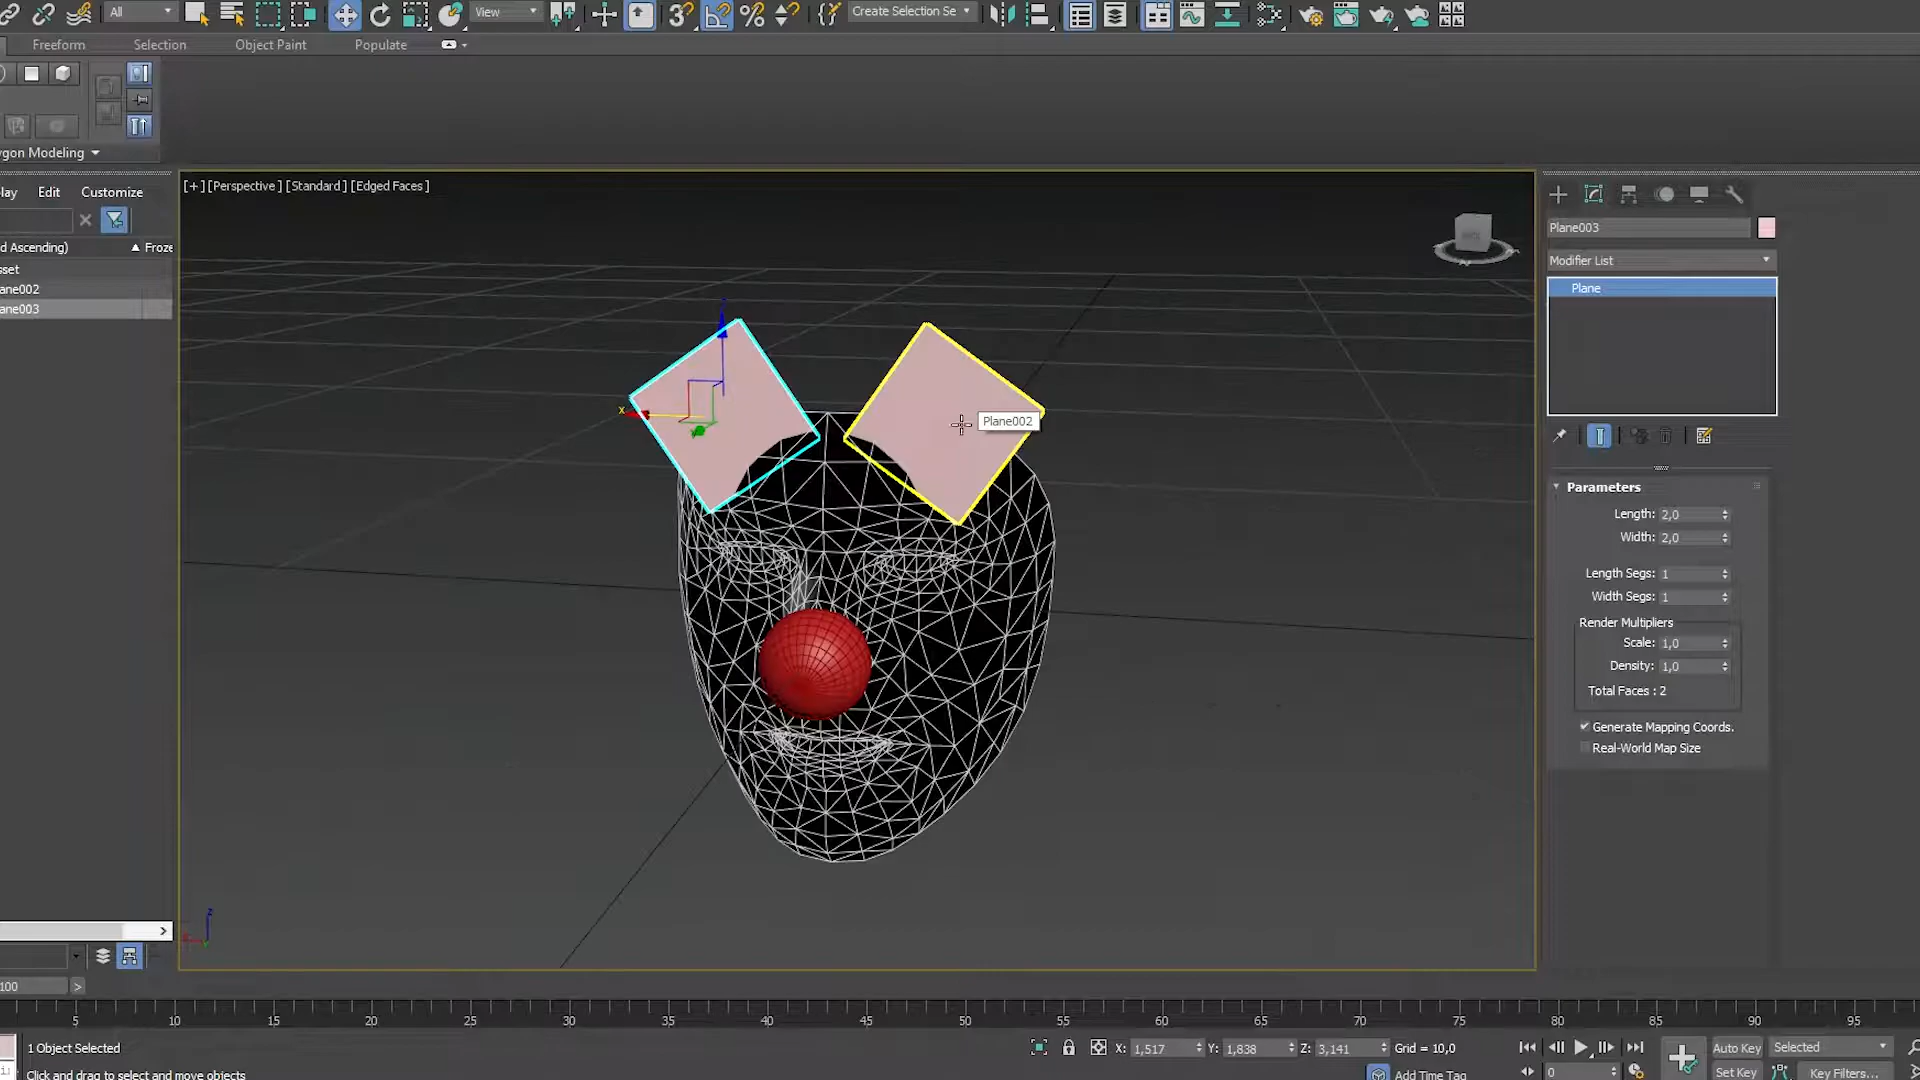 All
View
3
Create Selection Se
Freeform
Selection
Object Paint
Populate
ygon Modeling
lay
Edit
Customize
d Ascending)
▲ Froze
sset
ane002
ane003
[+] [Perspective ] [Standard ] [Edged Faces ]
Plane003
Modifier List
Plane
x
Plane002
Parameters
Length: 2,0
Width: 2,0
Length Segs: 1
Width Segs: 1
Render Multipliers
Scale: 1,0
Density: 1,0
Total Faces : 2
Generate Mapping Coords.
Real-World Map Size
z
100
>
5 10 15 20 25 30 35 40 45 50 55 60 65 70 75 80 85 90 95
1 Object Selected
X: 1,517
Y: 1,838
Z: 3,141
Grid = 10,0
Auto Key
Selected
Click and drag to select and move objects
Add Time Tag
0
Set Key
Key Filters...